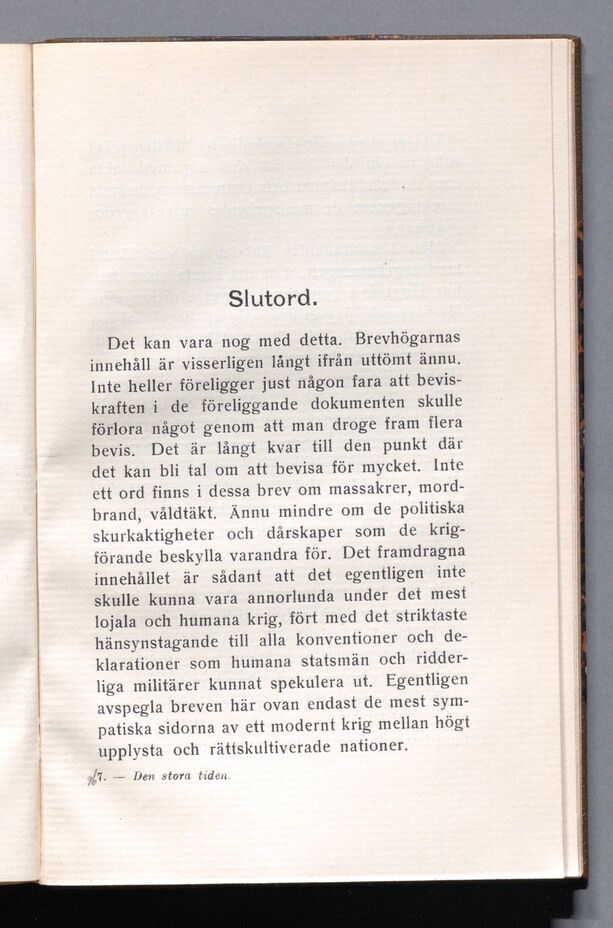 Slutord.
Det kan vara nog med detta. Brevhögarnas
innehåll är visserligen långt ifrån uttömt ännu.
Inte heller föreligger just någon fara att bevis-
kraften i de föreliggande dokumenten skulle
förlora något genom att man droge fram flera
bevis. Det är långt kvar till den punkt där
det kan bli tal om att bevisa för mycket. Inte
ett ord finns i dessa brev om massakrer, mord-
brand, våldtäkt. Ännu mindre om de politiska
skurkaktigheter och dårskaper som de krig-
förande beskylla varandra för. Det framdragna
innehållet är sådant att det egentligen inte
skulle kunna vara annorlunda under det mest
lojala och humana krig, fört med det striktaste
hänsynstagande till alla konventioner och de-
klarationer som humana statsmän och ridder-
liga militärer kunnat spekulera ut. Egentligen
avspegla breven här ovan endast de mest sym-
patiska sidorna av ett modernt krig mellan högt
upplysta och rättskultiverade nationer.
7. — Den stora tiden.